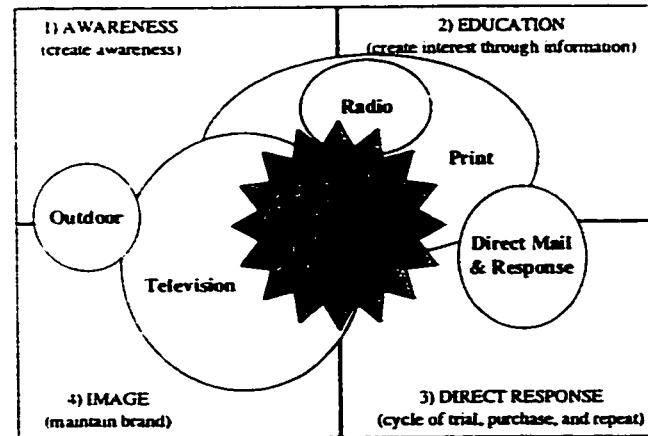 1) AWARENESS
(create awareness)
2) EDUCATION
(create interest through information)
Radio
Print
Outdoor
Television
Direct Mail
& Response
4) IMAGE
(maintain brand)
3) DIRECT RESPONSE
(cycle of trial, purchase, and repeat)